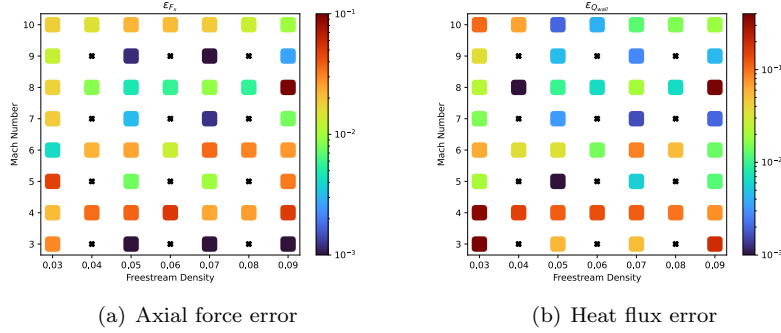 ε_{F_x}
10
9
8
7
6
5
4
3
Mach Number
0.03 0.04 0.05 0.06 0.07 0.08 0.09
Freestream Density
10^{-1}
10^{-2}
10^{-3}
(a) Axial force error
ε_{Q_{wall}}
10
9
8
7
6
5
4
3
Mach Number
0.03 0.04 0.05 0.06 0.07 0.08 0.09
Freestream Density
10^{-1}
10^{-2}
10^{-3}
(b) Heat flux error